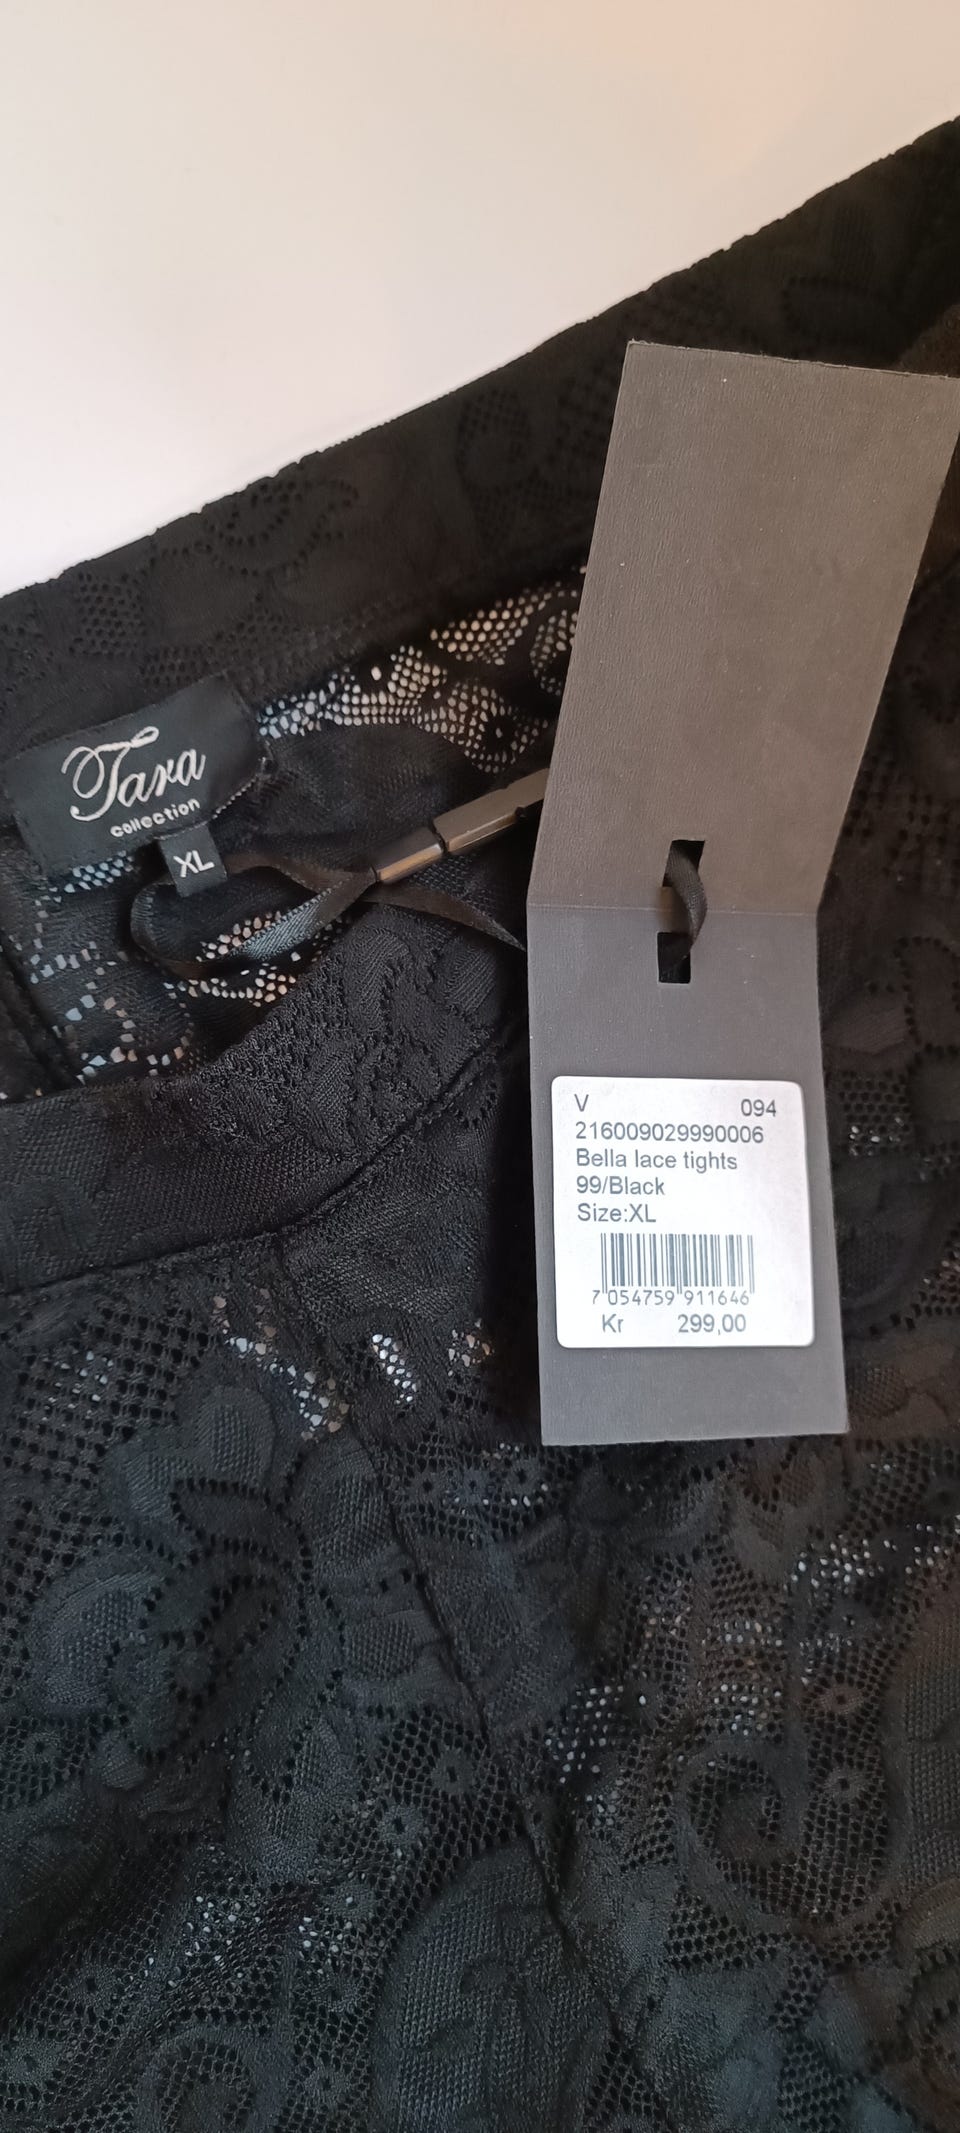 Tara
collection
XL
V 094
216009029990006
Bella lace tights
99/Black
Size:XL
7 054759 911646
Kr 299,00